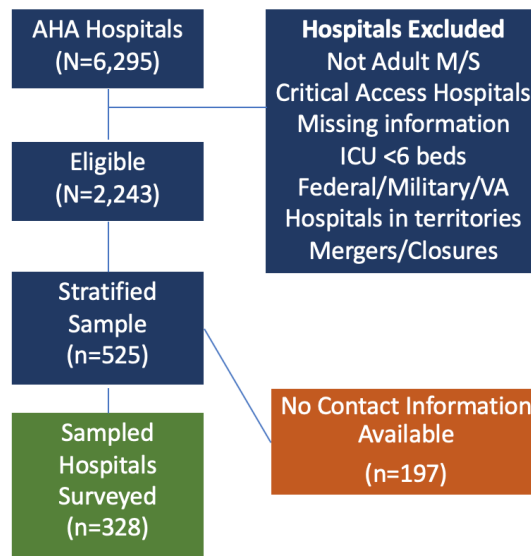 AHA Hospitals
(N=6,295)
Hospitals Excluded
Not Adult M/S
Critical Access Hospitals
Missing information
ICU <6 beds
Federal/Military/VA
Hospitals in territories
Mergers/Closures
Eligible
(N=2,243)
Stratified
Sample
(n=525)
No Contact Information
Available
(n=197)
Sampled
Hospitals
Surveyed
(n=328)